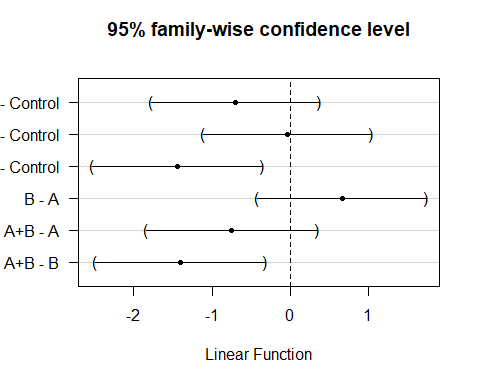 95% family-wise confidence level
- Control
- Control
- Control
B - A
A+B - A
A+B - B
-2 -1 0 1
Linear Function